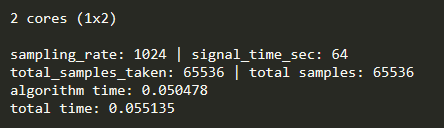 2 cores (1x2)
sampling_rate: 1024 | signal_time_sec: 64
total_samples_taken: 65536 | total samples: 65536
algorithm time: 0.050478
total time: 0.055135